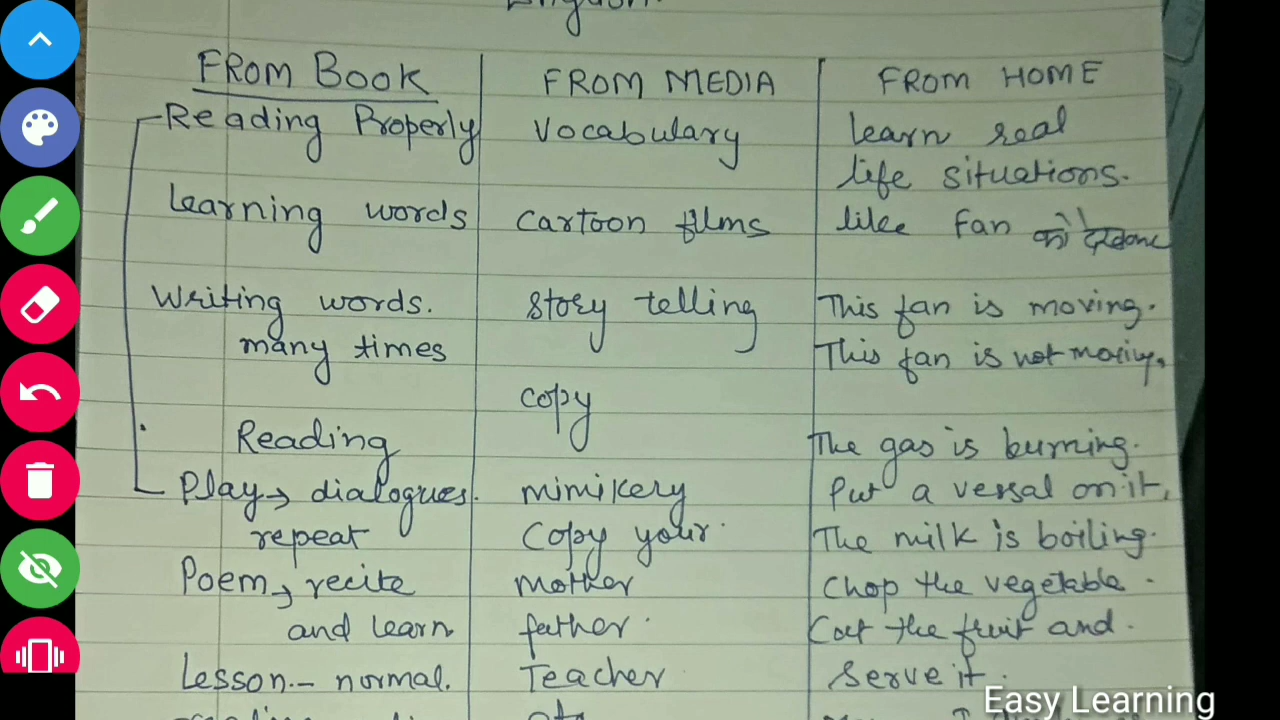 English.
FROM BOOK
Reading Properly
Learning words
Writing words.
many times
Reading
Play → dialogues.
repeat
Poem → recite
and learn
Lesson.- normal.
FROM MEDIA
Vocabulary
Cartoon films
Story telling
copy
mimikery
Copy your
mother
father.
Teacher
FROM HOME
learn real
life situations.
like fan को
This fan is moving.
This fan is not moving.
The gas is burning.
Put a versal on it.
The milk is boiling.
Chop the vegetable.
Cut the fruit and.
serve it.
Easy Learning